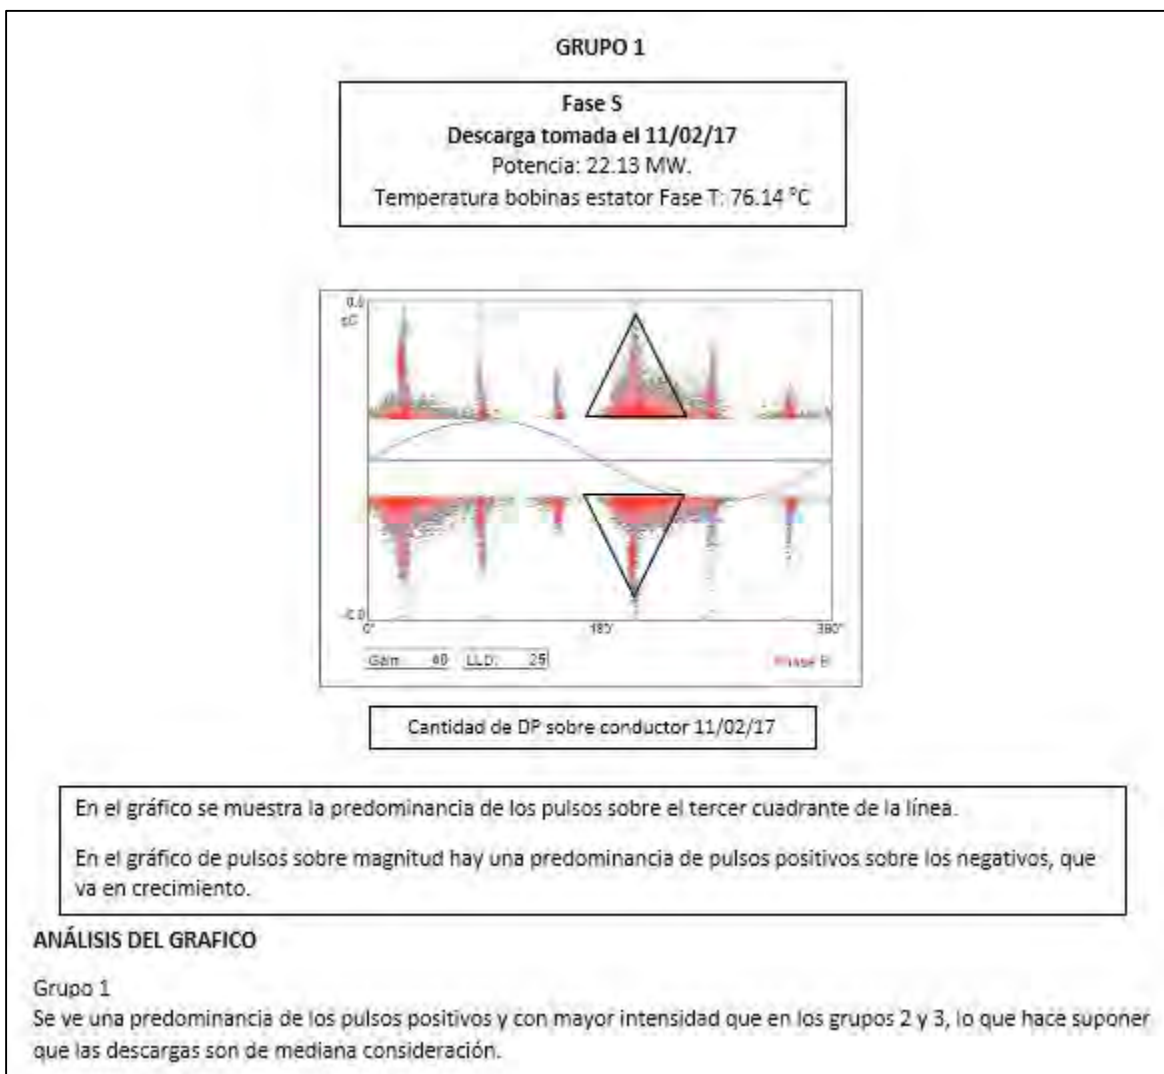 GRUPO 1
Fase S
Descarga tomada el 11/02/17
Potencia: 22.13 MW.
Temperatura bobinas estator Fase T: 76.14 °C
0°
180°
360°
Gain: 40 LLD: 25
Phase B
Cantidad de DP sobre conductor 11/02/17
En el gráfico se muestra la predominancia de los pulsos sobre el tercer cuadrante de la línea.
En el gráfico de pulsos sobre magnitud hay una predominancia de pulsos positivos sobre los negativos, que
va en crecimiento.
ANÁLISIS DEL GRAFICO
Grupo 1
Se ve una predominancia de los pulsos positivos y con mayor intensidad que en los grupos 2 y 3, lo que hace suponer
que las descargas son de mediana consideración.